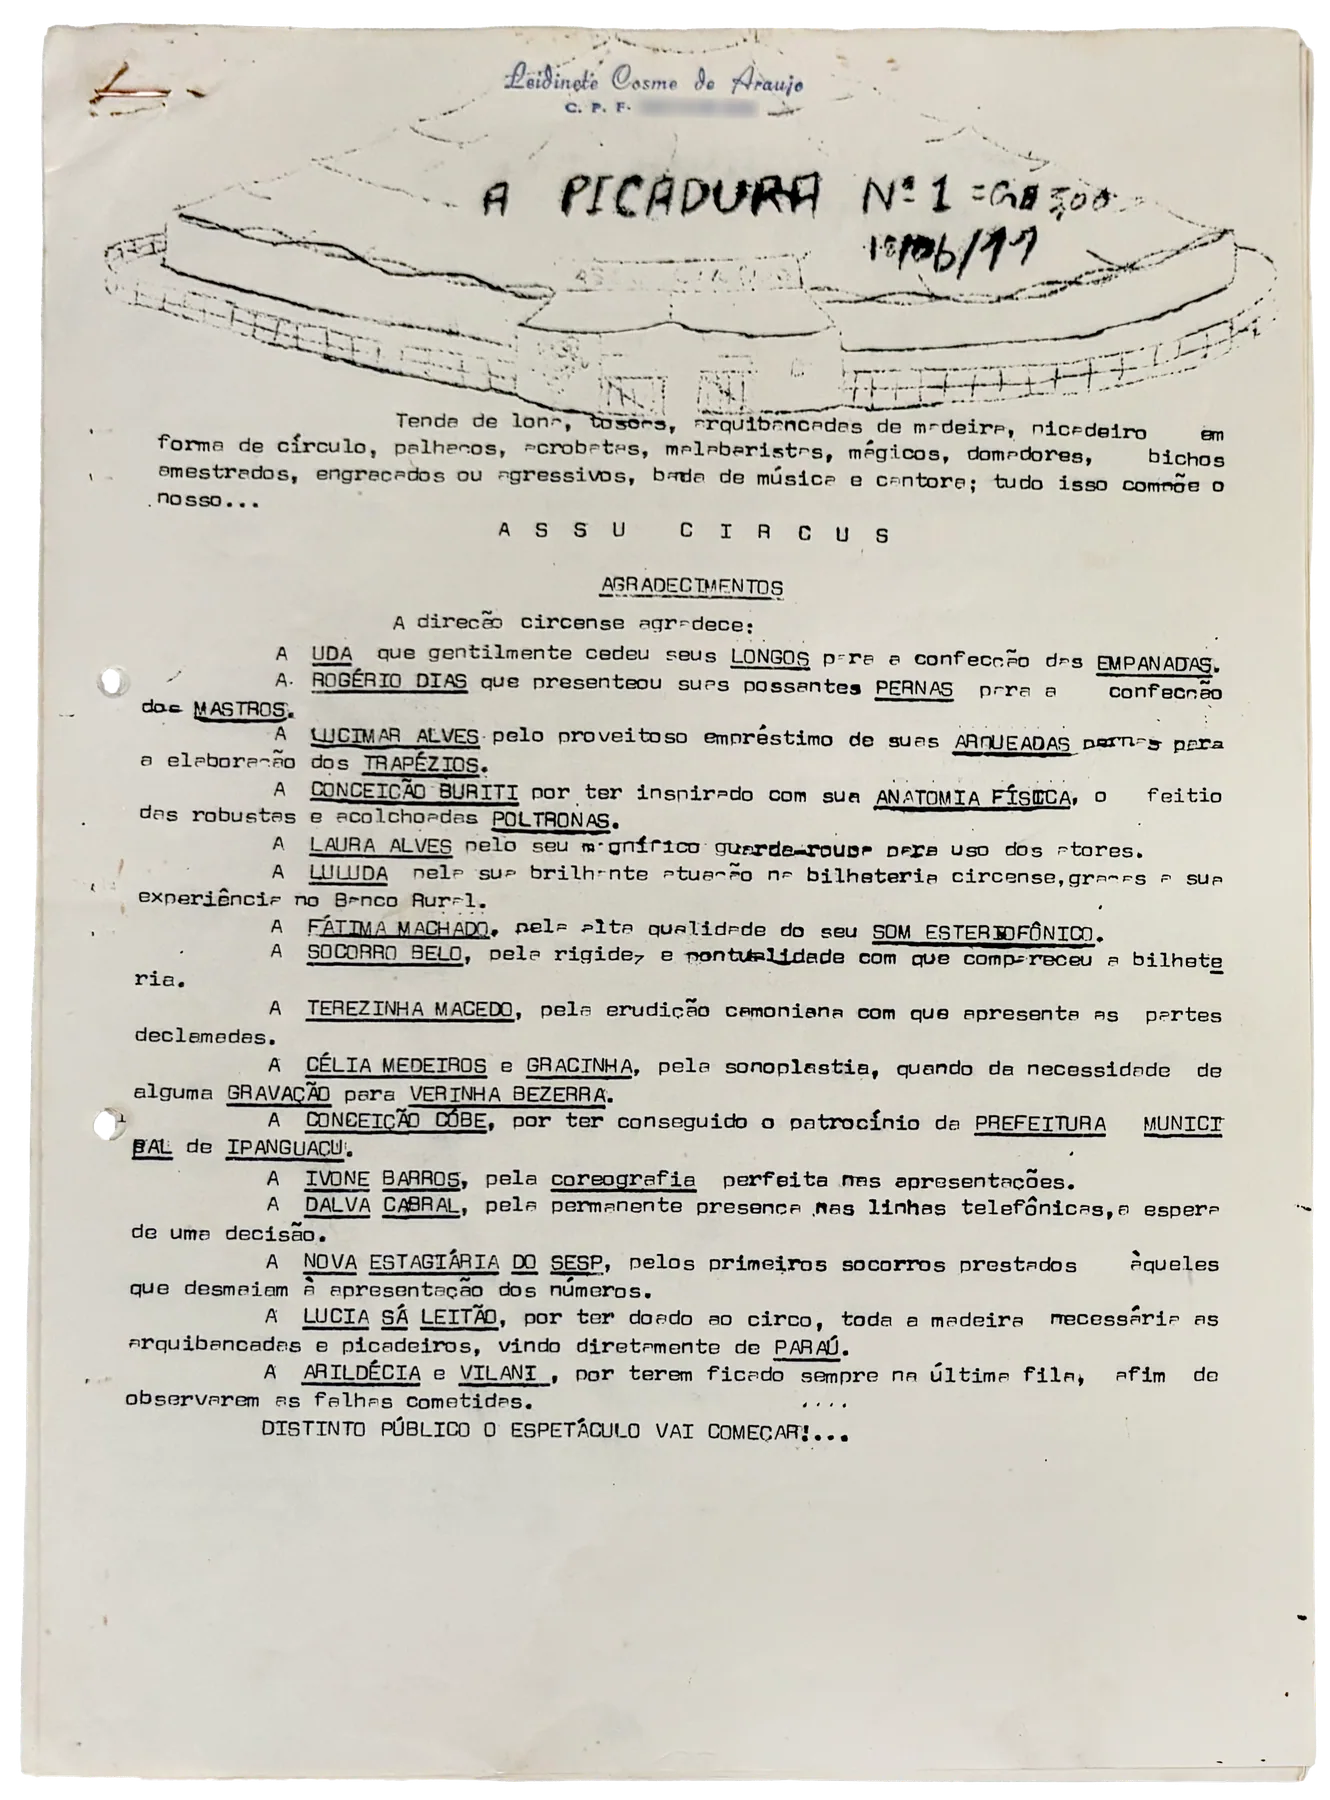 Leidinete Cosme de Araujo
C. P. F.
A PICADURA Nº 1 =
/06/77
Tenda de lona, tosors, arquibancadas de madeira, picadeiro em
forma de círculo, palhaços, acrobatas, malabaristas, mágicos, domadores, bichos
amestrados, engraçados ou agressivos, banda de música e cantora; tudo isso compõe o
nosso...
A S S U C I R C U S
AGRADECIMENTOS
A direcão circense agradece:
A UDA que gentilmente cedeu seus LONGOS para a confecção das EMPANADAS.
A. ROGÉRIO DIAS que presenteou suas possantes PERNAS para a confecção
dos MASTROS.
A LUCIMAR ALVES pelo proveitoso empréstimo de suas ARQUEADAS pernas para
a elaboração dos TRAPÉZIOS.
A CONCEIÇÃO BURITI por ter inspirado com sua ANATOMIA FÍSICA, o feitio
das robustas e acolchoadas POLTRONAS.
A LAURA ALVES pelo seu magnífico guarda-roupa para uso dos atores.
A LULUDA pela sua brilhante atuação na bilheteria circense, graças a sua
experiência no Banco Rural.
A FÁTIMA MACHADO, pela alta qualidade do seu SOM ESTERIOFÔNICO.
A SOCORRO BELO, pela rigidez e pontualidade com que compareceu a bilhete
ria.
A TEREZINHA MACEDO, pela erudição camoniana com que apresenta as partes
declamadas.
A CÉLIA MEDEIROS e GRACINHA, pela sonoplastia, quando da necessidade de
alguma GRAVAÇÃO para VERINHA BEZERRA.
A CONCEIÇÃO CÓBE, por ter conseguido o patrocínio da PREFEITURA MUNICI
PAL de IPANGUAÇU.
A IVONE BARROS, pela coreografia perfeita nas apresentações.
A DALVA CABRAL, pela permanente presença nas linhas telefônicas, a espera
de uma decisão.
A NOVA ESTAGIÁRIA DO SESP, pelos primeiros socorros prestados àqueles
que desmaiam à apresentação dos números.
A LUCIA SÁ LEITÃO, por ter doado ao circo, toda a madeira necessária as
arquibancadas e picadeiros, vindo diretamente de PARAÚ.
A ARILDÉCIA e VILANI , por terem ficado sempre na última fila, afim de
observarem as falhas cometidas. ....
DISTINTO PÚBLICO O ESPETÁCULO VAI COMEÇAR!...